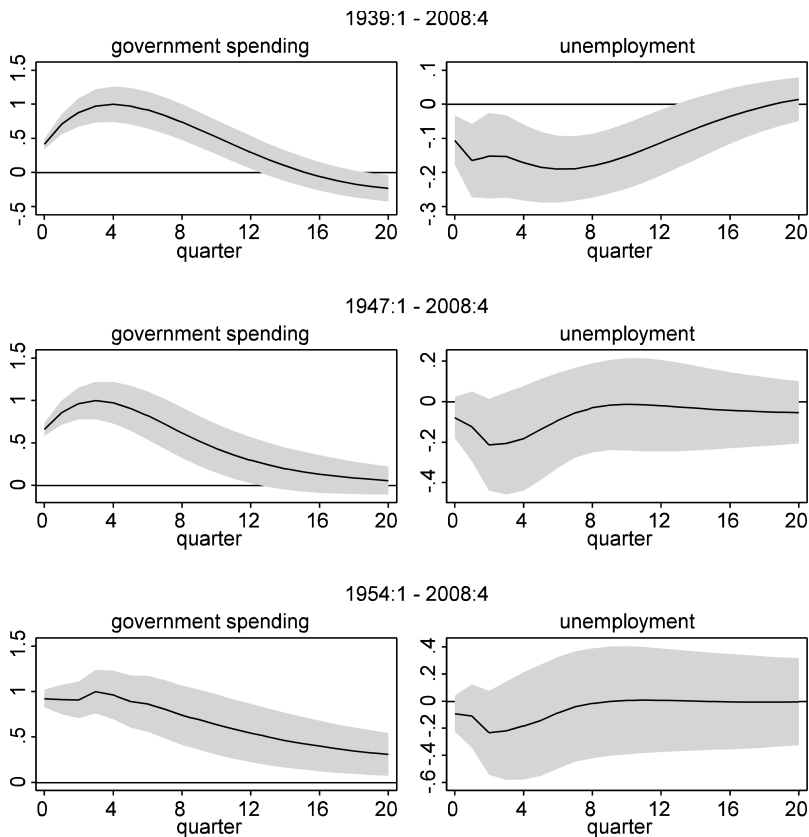 1939:1 - 2008:4
government spending
unemployment
1.5
1
.5
0
-.5
0 4 8 12 16 20
quarter
.1
0
-.1
-.2
-.3
0 4 8 12 16 20
quarter
1947:1 - 2008:4
government spending
unemployment
1.5
1
.5
0
0 4 8 12 16 20
quarter
.2
0
-.2
-.4
0 4 8 12 16 20
quarter
1954:1 - 2008:4
government spending
unemployment
1.5
1
.5
0
0 4 8 12 16 20
quarter
.4
.2
0
-.2
-.4
-.6
0 4 8 12 16 20
quarter